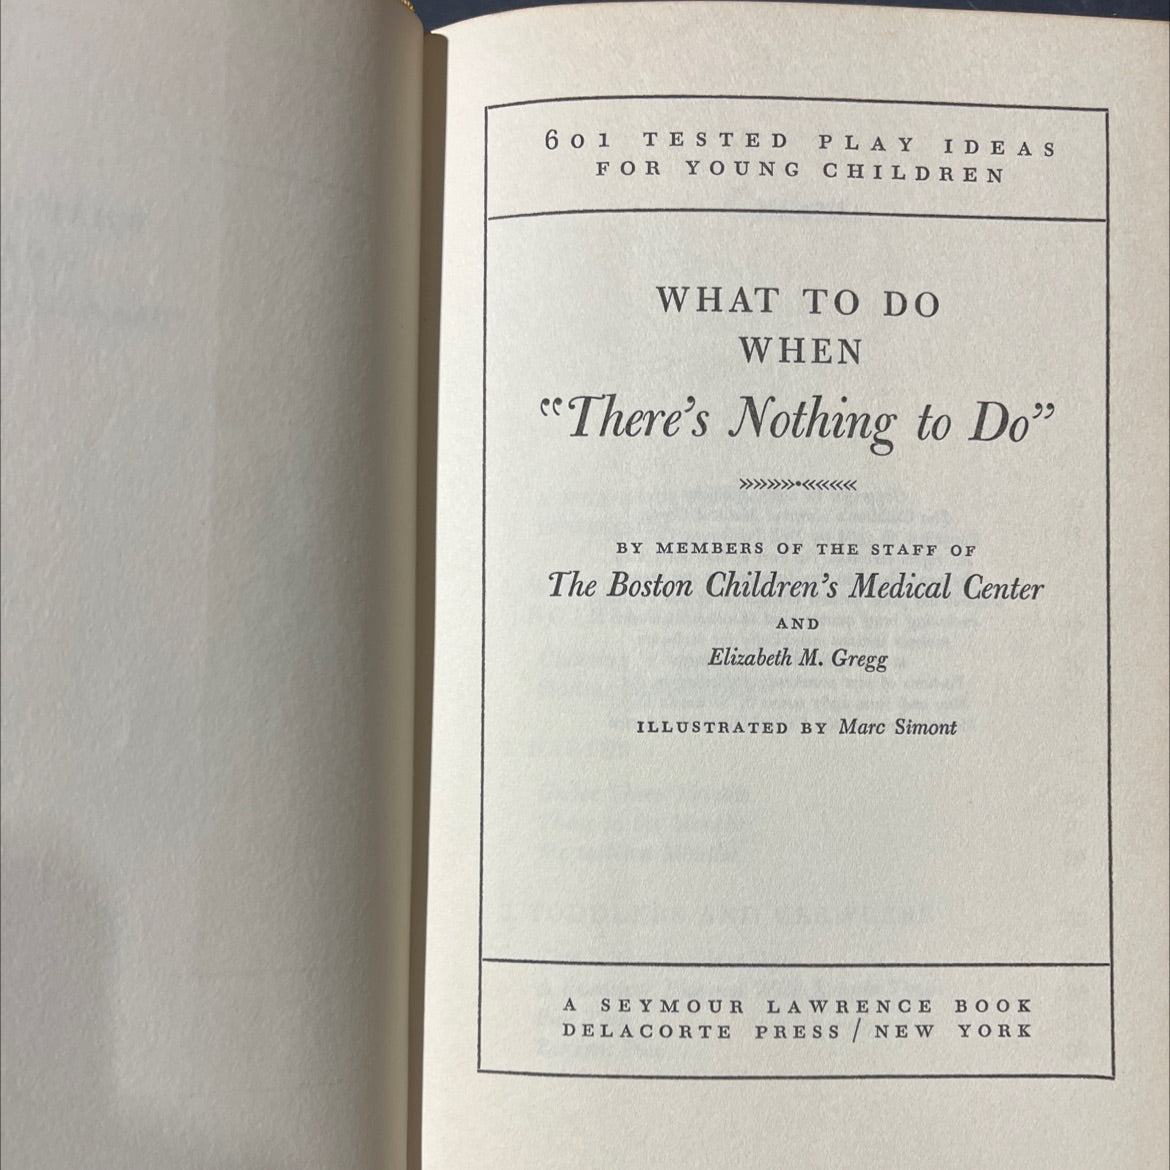 601 TESTED PLAY IDEAS
FOR YOUNG CHILDREN
WHAT TO DO
WHEN
“There’s Nothing to Do”
BY MEMBERS OF THE STAFF OF
The Boston Children’s Medical Center
AND
Elizabeth M. Gregg
ILLUSTRATED BY Marc Simont
A SEYMOUR LAWRENCE BOOK
DELACORTE PRESS / NEW YORK